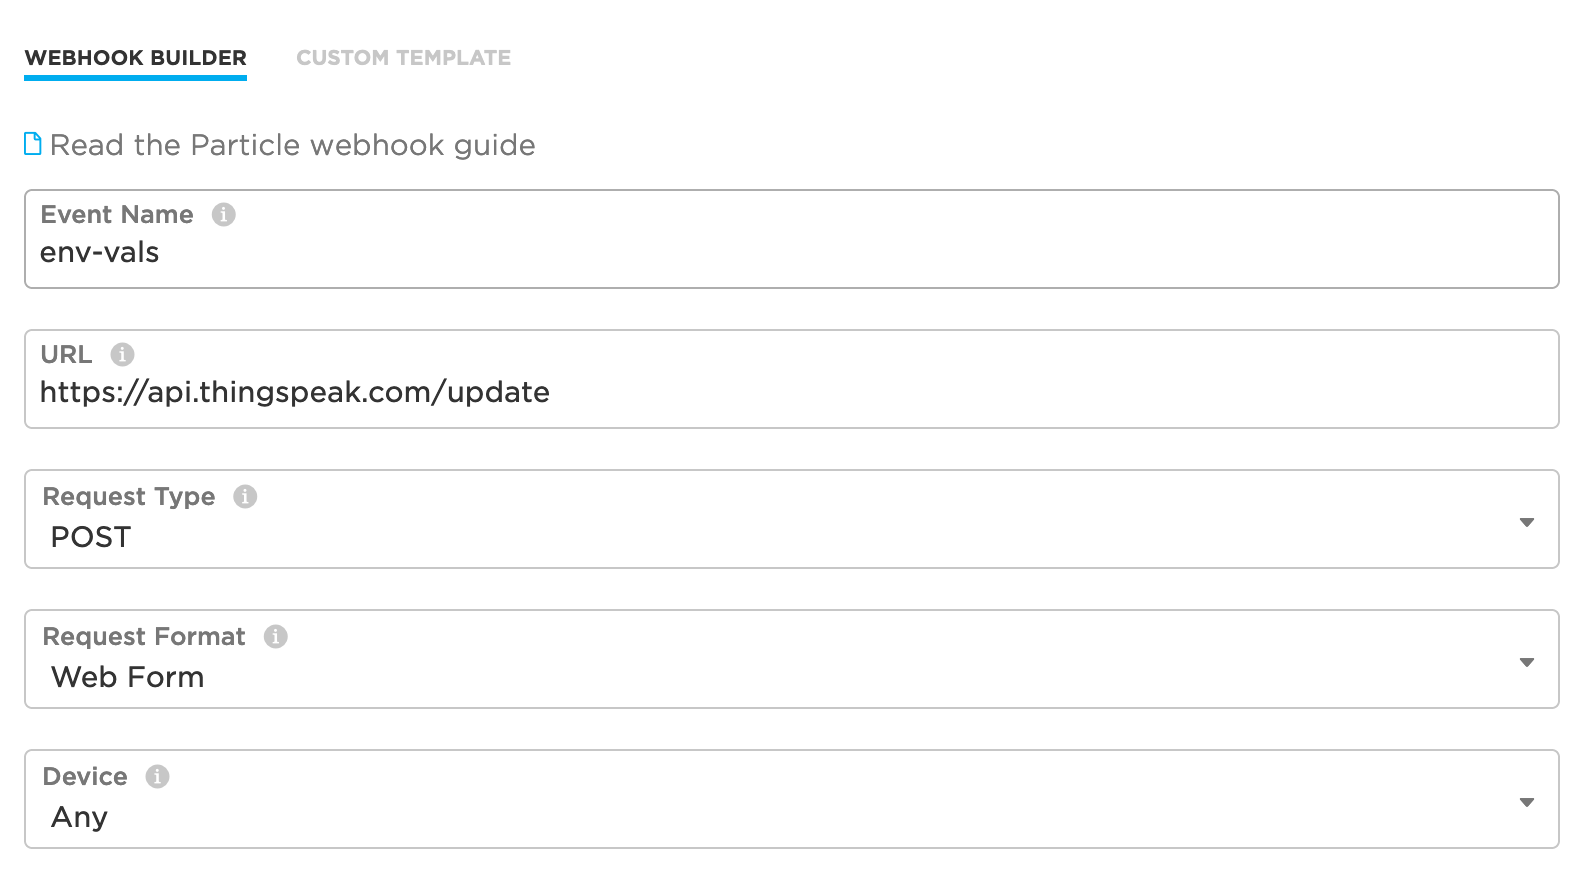 WEBHOOK BUILDER CUSTOM TEMPLATE
Read the Particle webhook guide
Event Name
env-vals
URL
https://api.thingspeak.com/update
Request Type
POST
Request Format
Web Form
Device
Any